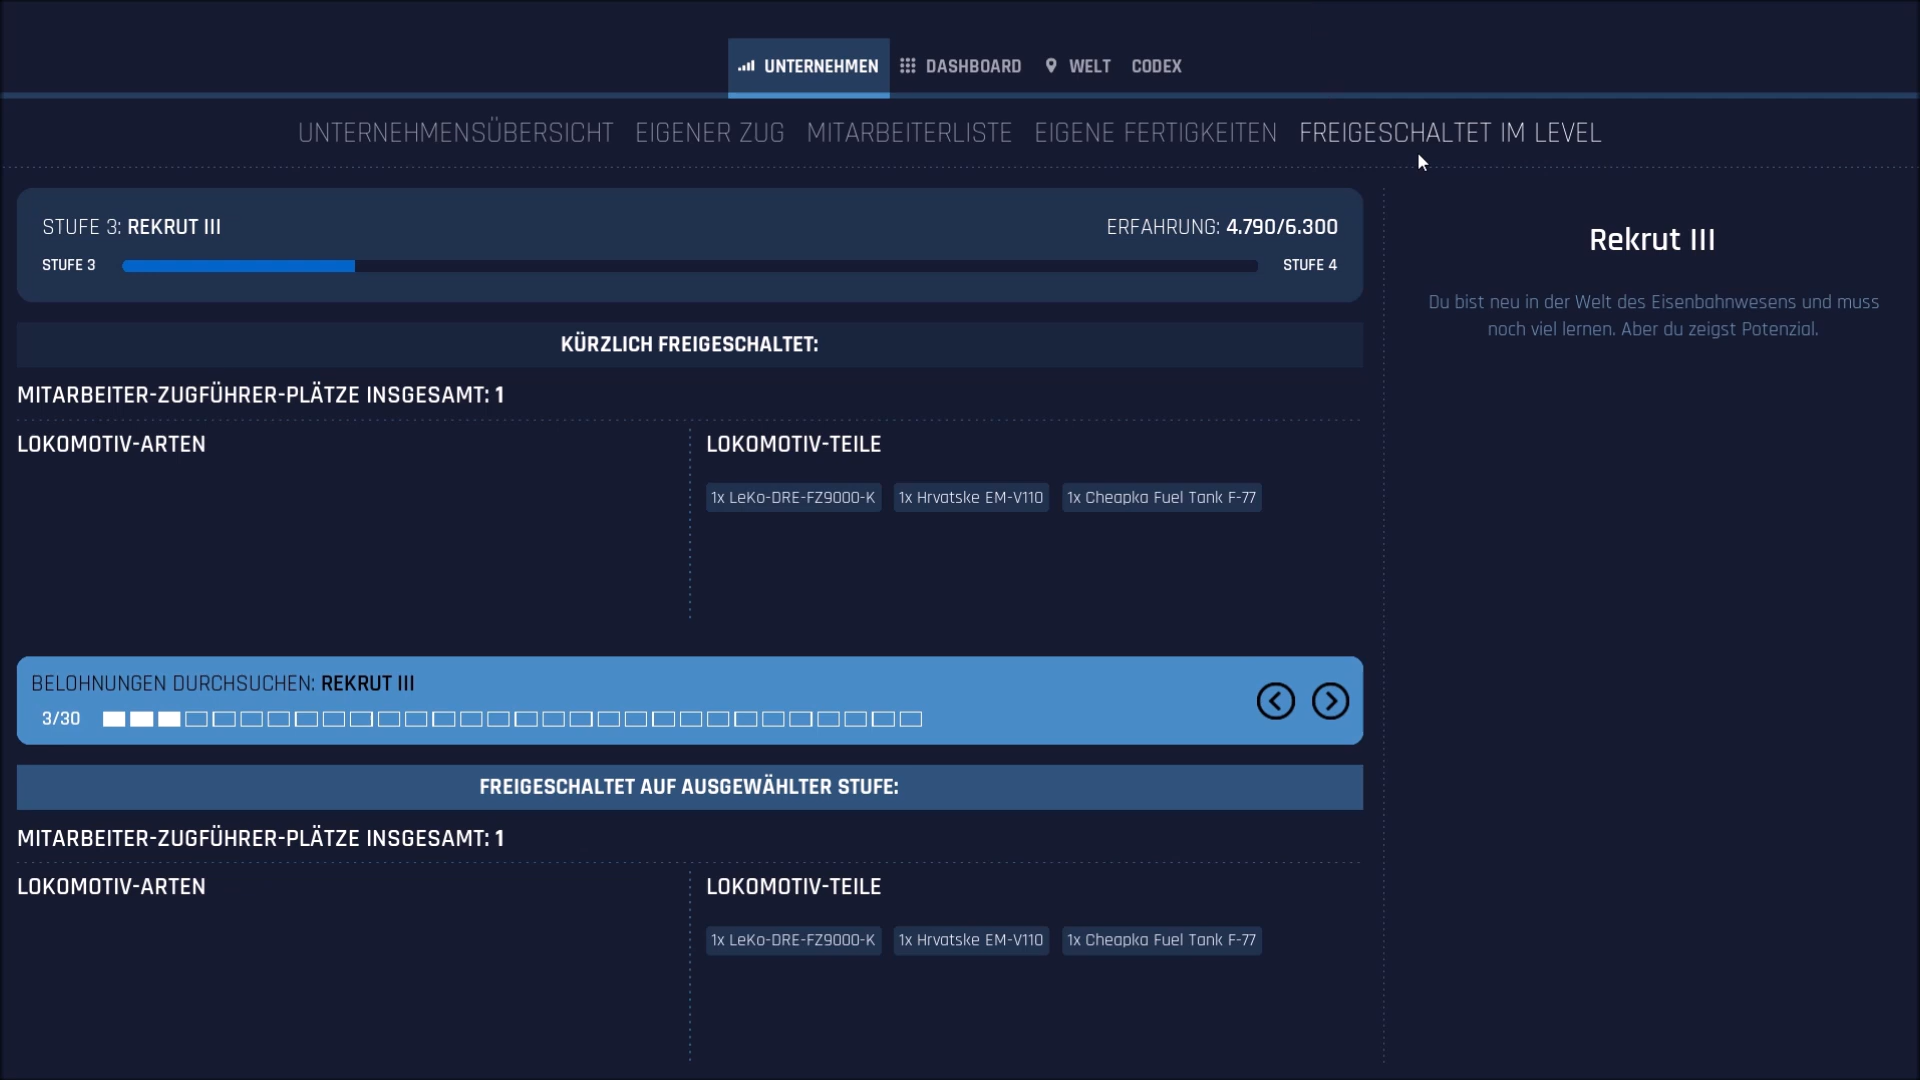 UNTERNEHMEN DASHBOARD WELT CODEX
UNTERNEHMENSÜBERSICHT EIGENER ZUG MITARBEITERLISTE EIGENE FERTIGKEITEN FREIGESCHALTET IM LEVEL
STUFE 3: REKRUT III ERFAHRUNG: 4.790/6.300
STUFE 3 STUFE 4
Rekrut III
Du bist neu in der Welt des Eisenbahnwesens und muss
noch viel lernen. Aber du zeigst Potenzial.
KÜRZLICH FREIGESCHALTET:
MITARBEITER-ZUGFÜHRER-PLÄTZE INSGESAMT: 1
LOKOMOTIV-ARTEN LOKOMOTIV-TEILE
1x LeKo-DRE-FZ9000-K 1x Hrvatske EM-V110 1x Cheapka Fuel Tank F-77
BELOHNUNGEN DURCHSUCHEN: REKRUT III
3/30
FREIGESCHALTET AUF AUSGEWÄHLTER STUFE:
MITARBEITER-ZUGFÜHRER-PLÄTZE INSGESAMT: 1
LOKOMOTIV-ARTEN LOKOMOTIV-TEILE
1x LeKo-DRE-FZ9000-K 1x Hrvatske EM-V110 1x Cheapka Fuel Tank F-77